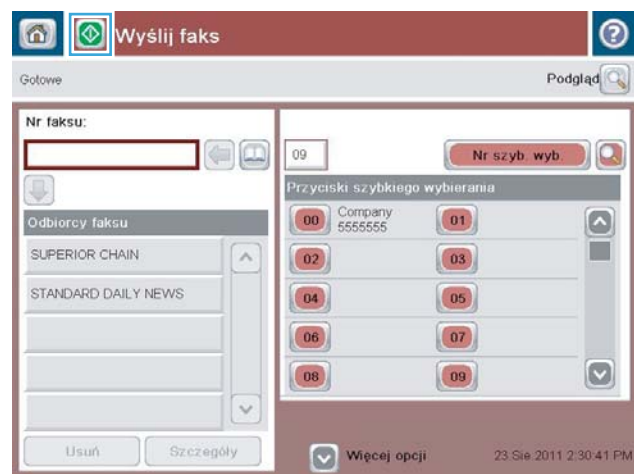 Wyślij faks
?
Gotowe
Podgląd
Nr faksu:
Odbiorcy faksu
SUPERIOR CHAIN
STANDARD DAILY NEWS
Usuń
Szczegóły
09
Nr szyb. wyb.
Przyciski szybkiego wybierania
00 Company 01
5555555
02 03
04 05
06 07
08 09
Więcej opcji
23 Sie 2011 2:30:41 PM